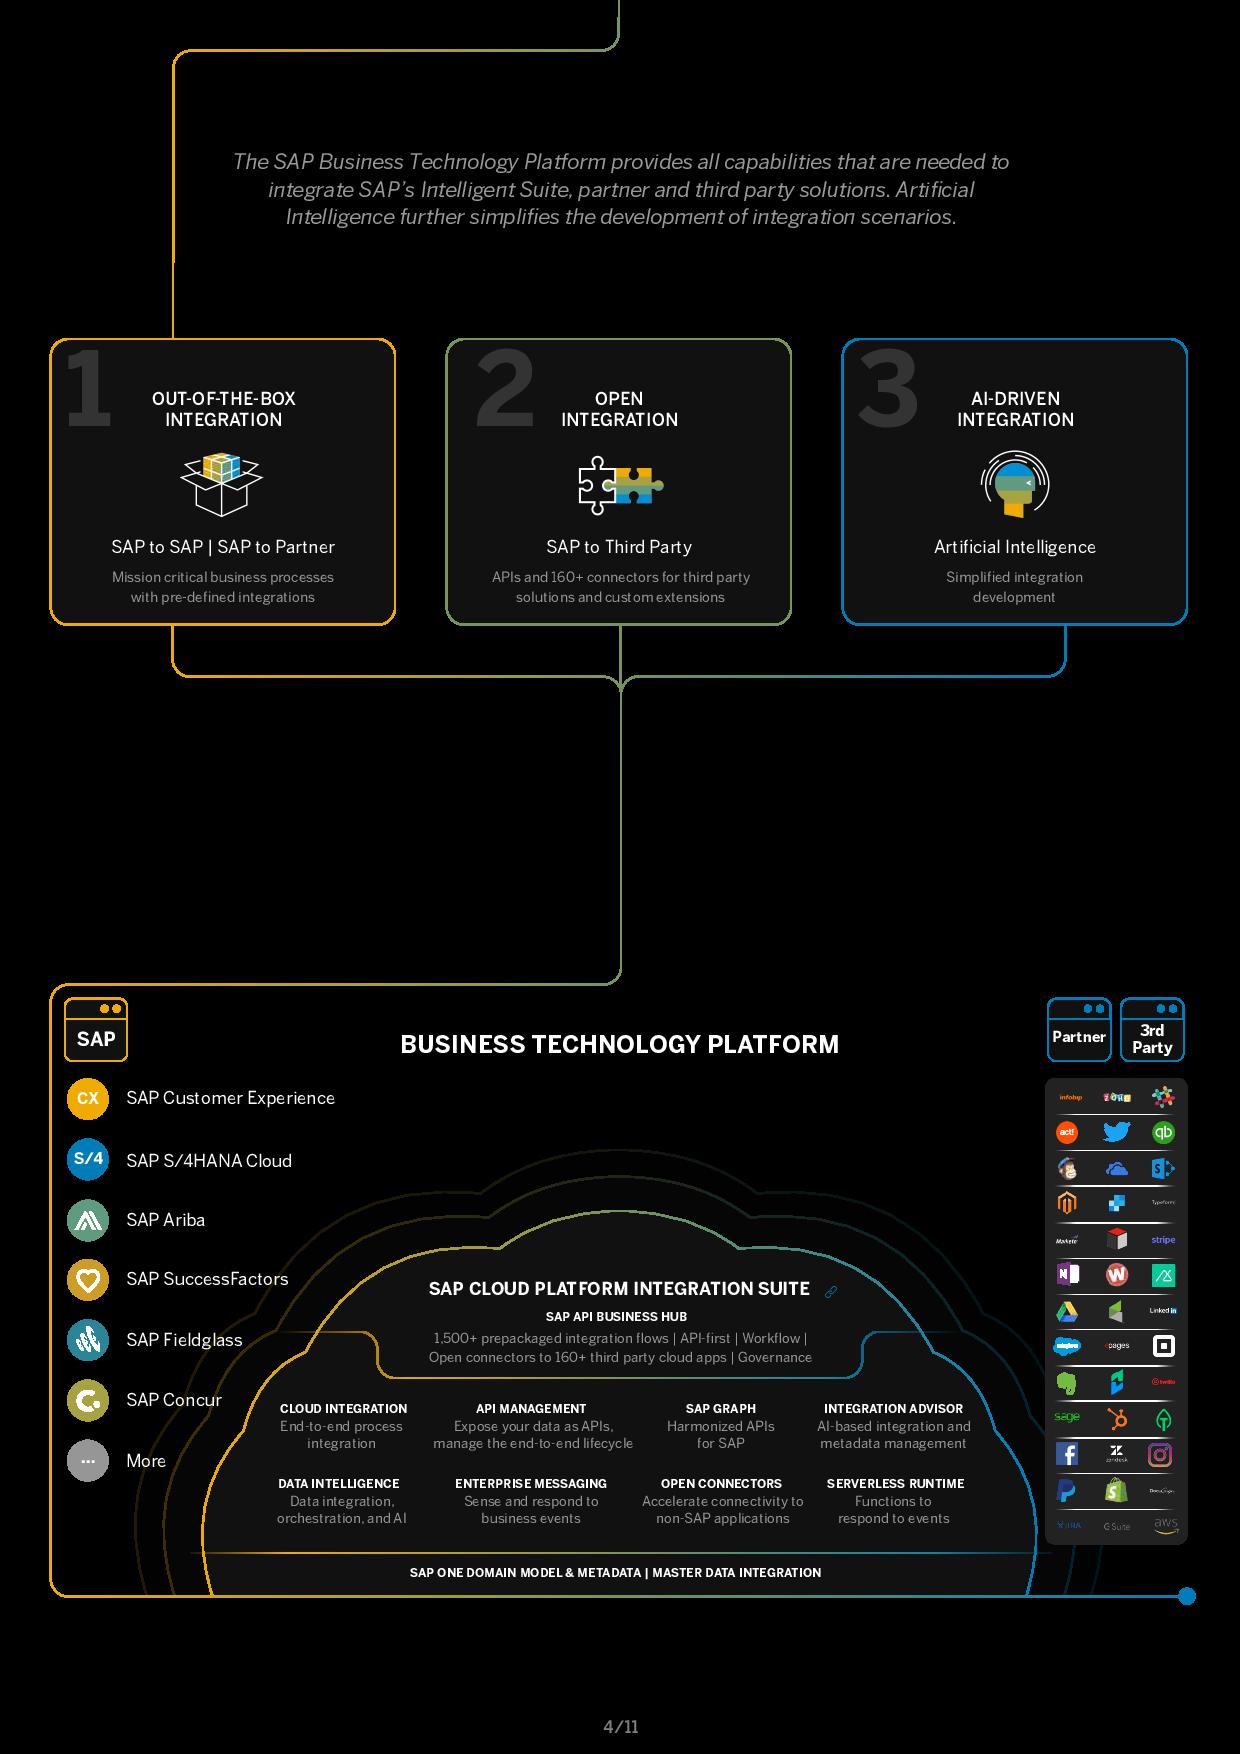 The SAP Business Technology Platform provides all capabilities that are needed to
integrate SAP’s Intelligent Suite, partner and third party solutions. Artificial
Intelligence further simplifies the development of integration scenarios.
1
OUT-OF-THE-BOX
INTEGRATION
SAP to SAP | SAP to Partner
Mission critical business processes
with pre-defined integrations
2
OPEN
INTEGRATION
SAP to Third Party
APIs and 160+ connectors for third party
solutions and custom extensions
3
AI-DRIVEN
INTEGRATION
Artificial Intelligence
Simplified integration
development
SAP
BUSINESS TECHNOLOGY PLATFORM
Partner
3rd
Party
CX
SAP Customer Experience
S/4
SAP S/4HANA Cloud
SAP Ariba
SAP SuccessFactors
SAP Fieldglass
SAP Concur
More
SAP CLOUD PLATFORM INTEGRATION SUITE
SAP API BUSINESS HUB
1,500+ prepackaged integration flows | API-first | Workflow |
Open connectors to 160+ third party cloud apps | Governance
CLOUD INTEGRATION
End-to-end process
integration
API MANAGEMENT
Expose your data as APIs,
manage the end-to-end lifecycle
SAP GRAPH
Harmonized APIs
for SAP
INTEGRATION ADVISOR
AI-based integration and
metadata management
DATA INTELLIGENCE
Data integration,
orchestration, and AI
ENTERPRISE MESSAGING
Sense and respond to
business events
OPEN CONNECTORS
Accelerate connectivity to
non-SAP applications
SERVERLESS RUNTIME
Functions to
respond to events
SAP ONE DOMAIN MODEL & METADATA | MASTER DATA INTEGRATION
infobip ZOHO
act! qb
S
Typeform
Marketo stripe
N W
Linked in
epages
twilio
sage T
f zendesk
P S DocuSign
JIRA G Suite aws
4/11